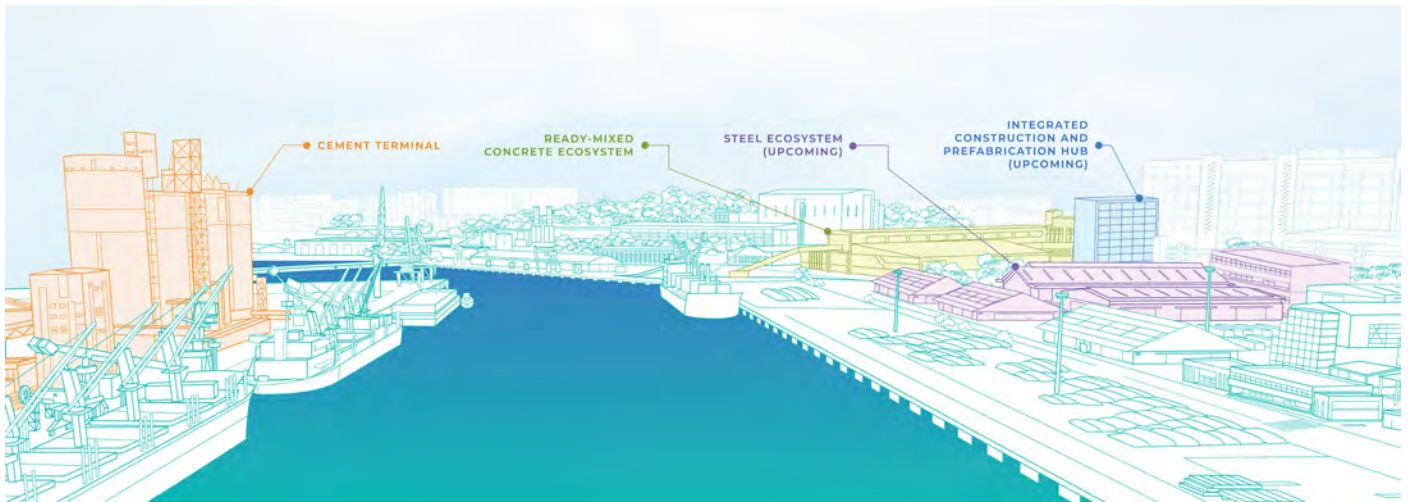 CEMENT TERMINAL
READY-MIXED
CONCRETE ECOSYSTEM
STEEL ECOSYSTEM
(UPCOMING)
INTEGRATED
CONSTRUCTION AND
PREFABRICATION HUB
(UPCOMING)